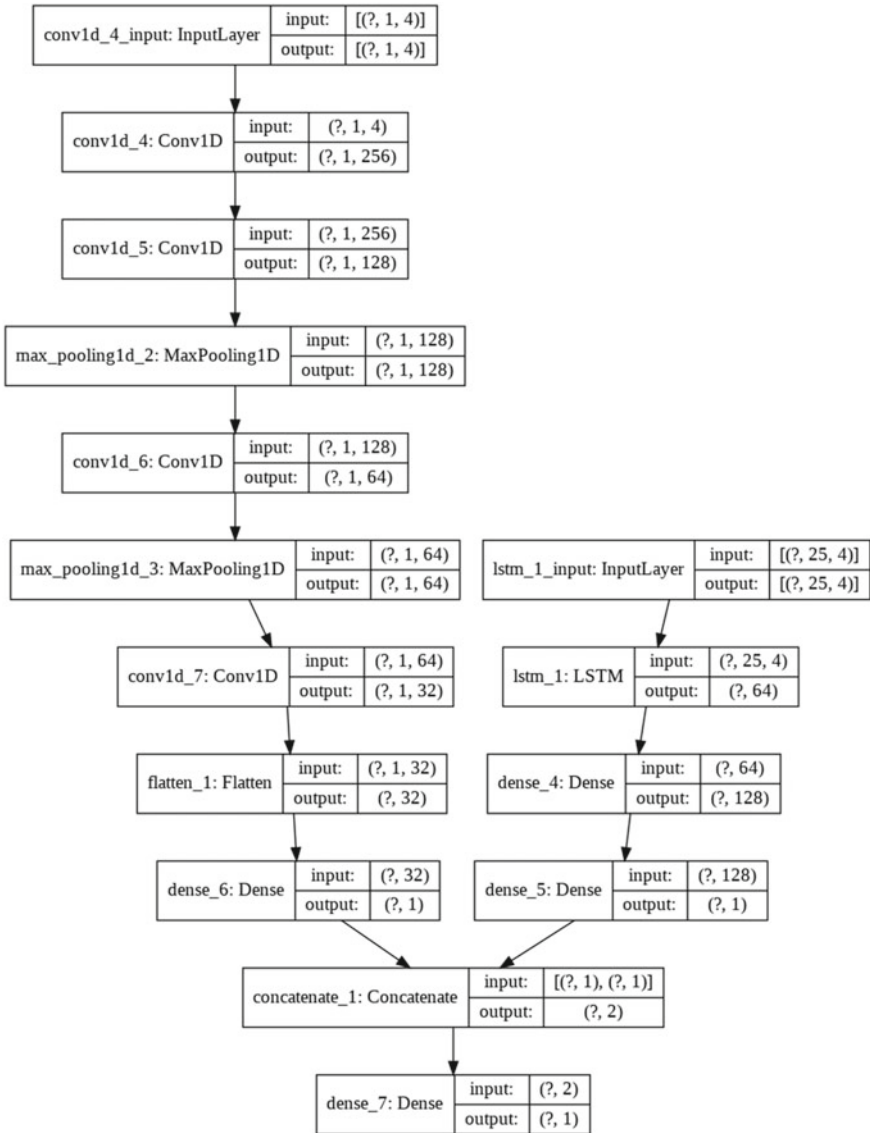 conv1d_4_input: InputLayer
input: [(?, 1, 4)]
output: [(?, 1, 4)]
conv1d_4: Conv1D
input: (?, 1, 4)
output: (?, 1, 256)
conv1d_5: Conv1D
input: (?, 1, 256)
output: (?, 1, 128)
max_pooling1d_2: MaxPooling1D
input: (?, 1, 128)
output: (?, 1, 128)
conv1d_6: Conv1D
input: (?, 1, 128)
output: (?, 1, 64)
max_pooling1d_3: MaxPooling1D
input: (?, 1, 64)
output: (?, 1, 64)
lstm_1_input: InputLayer
input: [(?, 25, 4)]
output: [(?, 25, 4)]
conv1d_7: Conv1D
input: (?, 1, 64)
output: (?, 1, 32)
lstm_1: LSTM
input: (?, 25, 4)
output: (?, 64)
flatten_1: Flatten
input: (?, 1, 32)
output: (?, 32)
dense_4: Dense
input: (?, 64)
output: (?, 128)
dense_6: Dense
input: (?, 32)
output: (?, 1)
dense_5: Dense
input: (?, 128)
output: (?, 1)
concatenate_1: Concatenate
input: [(?, 1), (?, 1)]
output: (?, 2)
dense_7: Dense
input: (?, 2)
output: (?, 1)